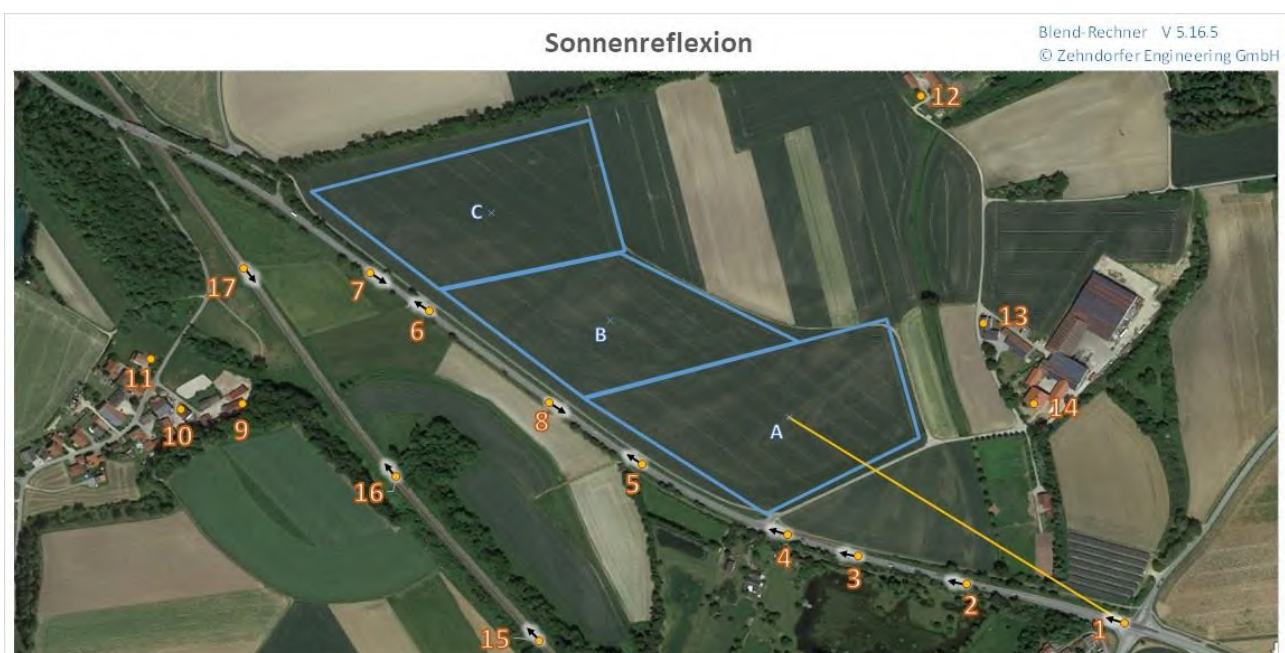 Sonnenreflexion
Blend-Rechner V 5.16.5
© Zehndorfer Engineering GmbH
12
C
17
7
6
B
13
11
10
9
8
A
14
5
16
4
3
2
1
15